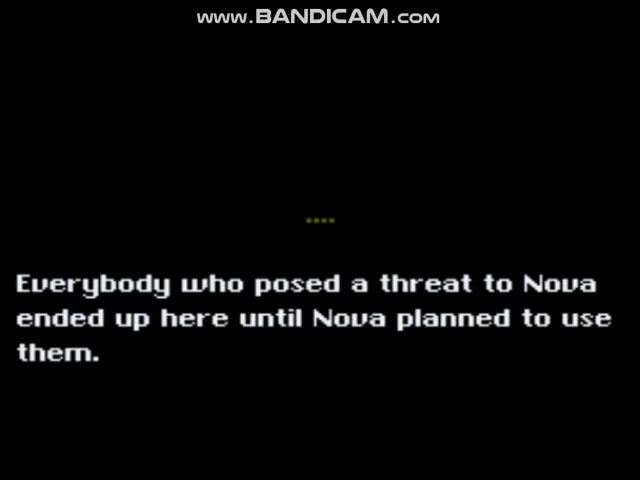 www.BANDICAM.com
....
Everybody who posed a threat to Nova
ended up here until Nova planned to use
them.